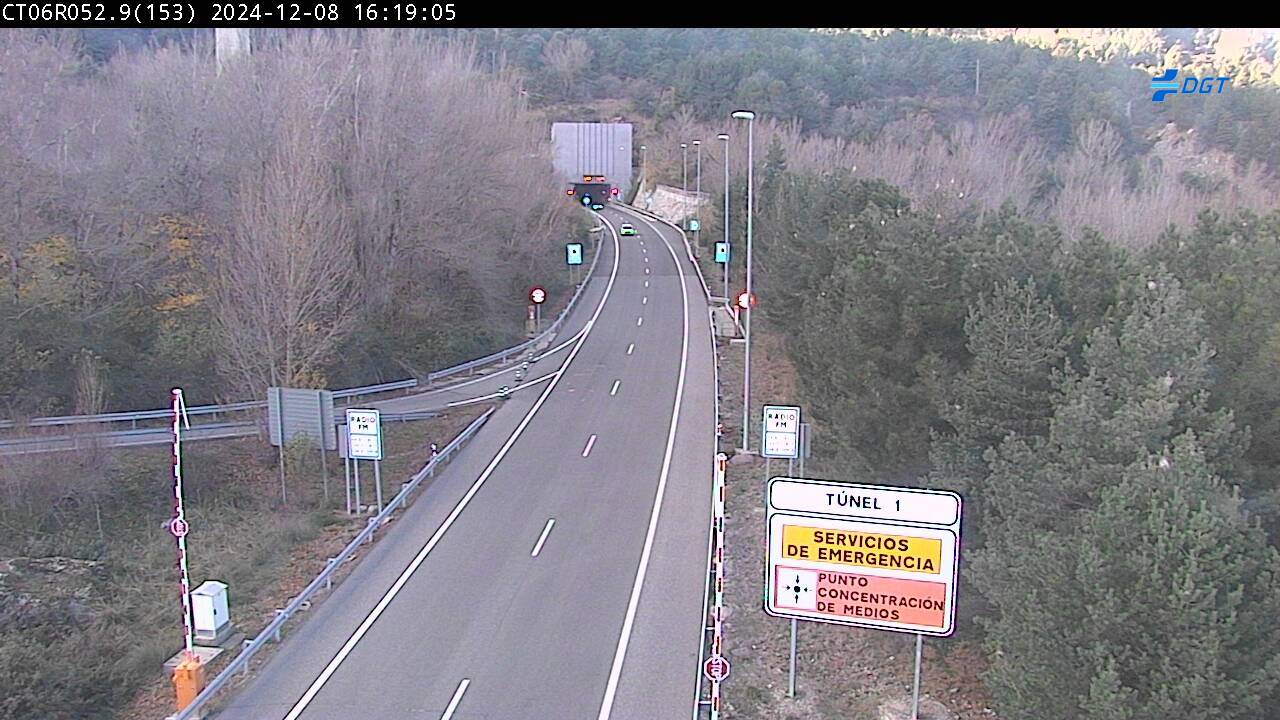 CT06R052.9(153) 2024-12-08 16:19:05
DGT
RADIO
FM
RADIO
FM
TÚNEL 1
SERVICIOS
DE EMERGENCIA
PUNTO
CONCENTRACIÓN
DE MEDIOS